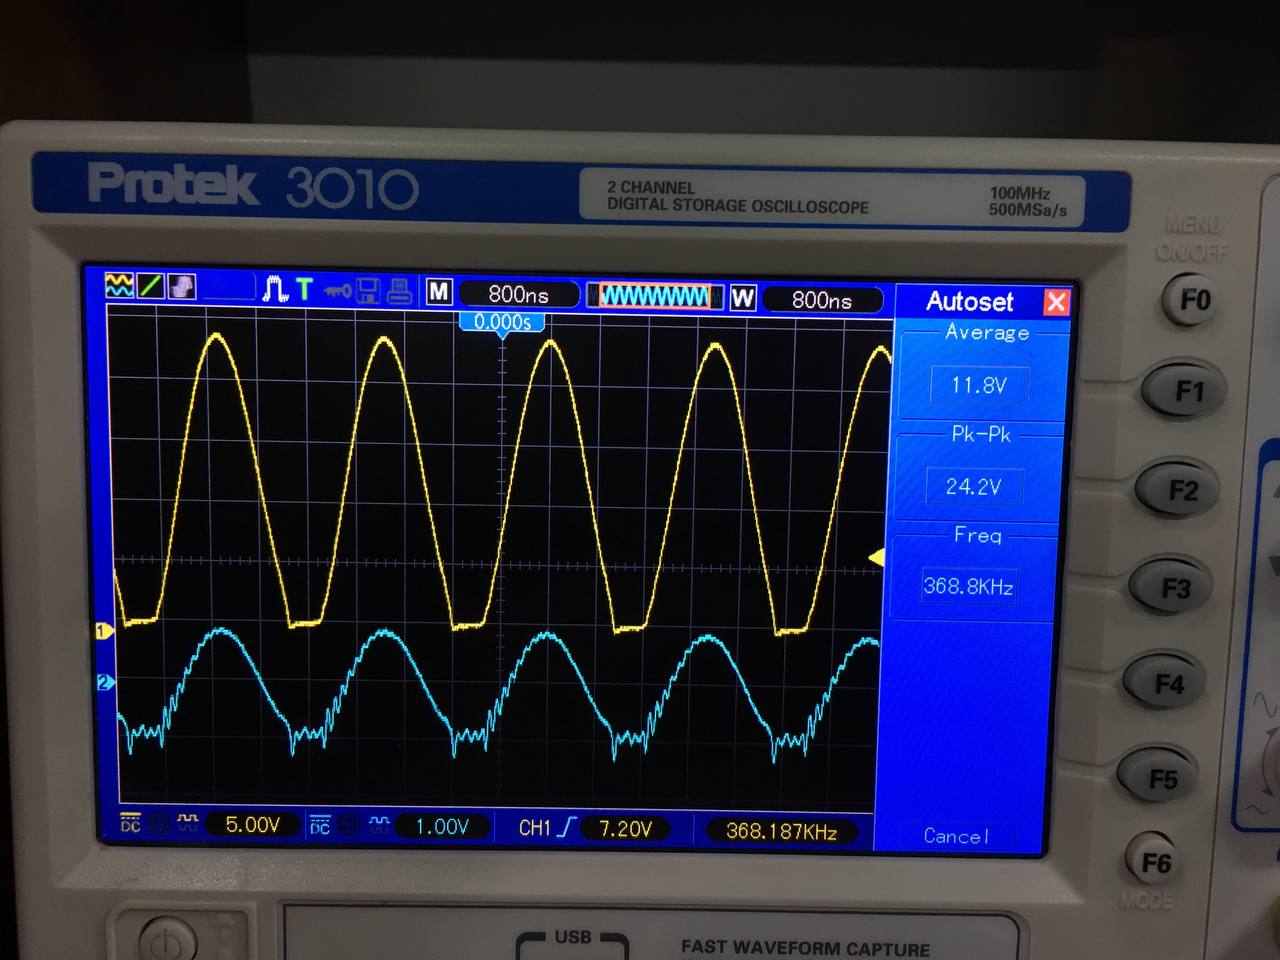 Protek 3010
2 CHANNEL
DIGITAL STORAGE OSCILLOSCOPE
100MHz
500MSa/s
MENU
ON/OFF
T
M
800ns
W
800ns
Autoset
0.000s
Average
11.8V
Pk-Pk
24.2V
Freq
368.8KHz
1
2
DC
5.00V
DC
20
1.00V
CH1
7.20V
368.187KHz
Cancel
F0
F1
F2
F3
F4
F5
F6
MODE
USB
FAST WAVEFORM CAPTURE